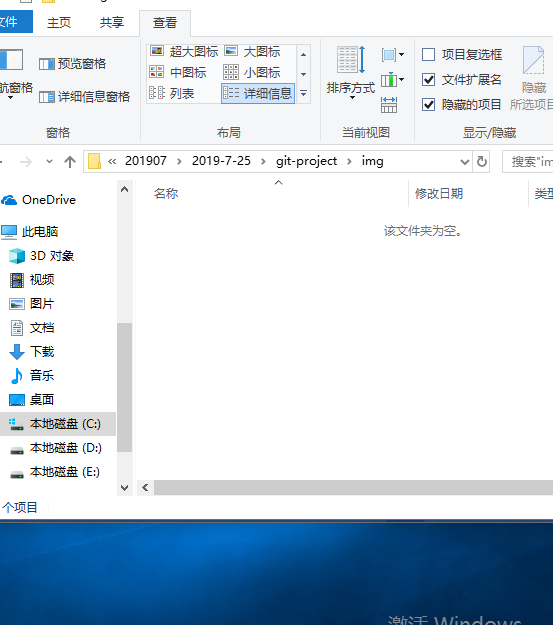 文件 主页 共享 查看
超大图标 大图标 项目复选框
预览窗格 中图标 小图标 文件扩展名
航窗格 详细信息窗格 列表 详细信息 排序方式 隐藏的项目 隐藏
所选项目
窗格 布局 当前视图 显示/隐藏
« 201907 > 2019-7-25 > git-project > img 搜索"im
名称 修改日期 类型
该文件夹为空。
OneDrive
此电脑
3D 对象
视频
图片
文档
下载
音乐
桌面
本地磁盘 (C:)
本地磁盘 (D:)
本地磁盘 (E:)
个项目
激活 Windows